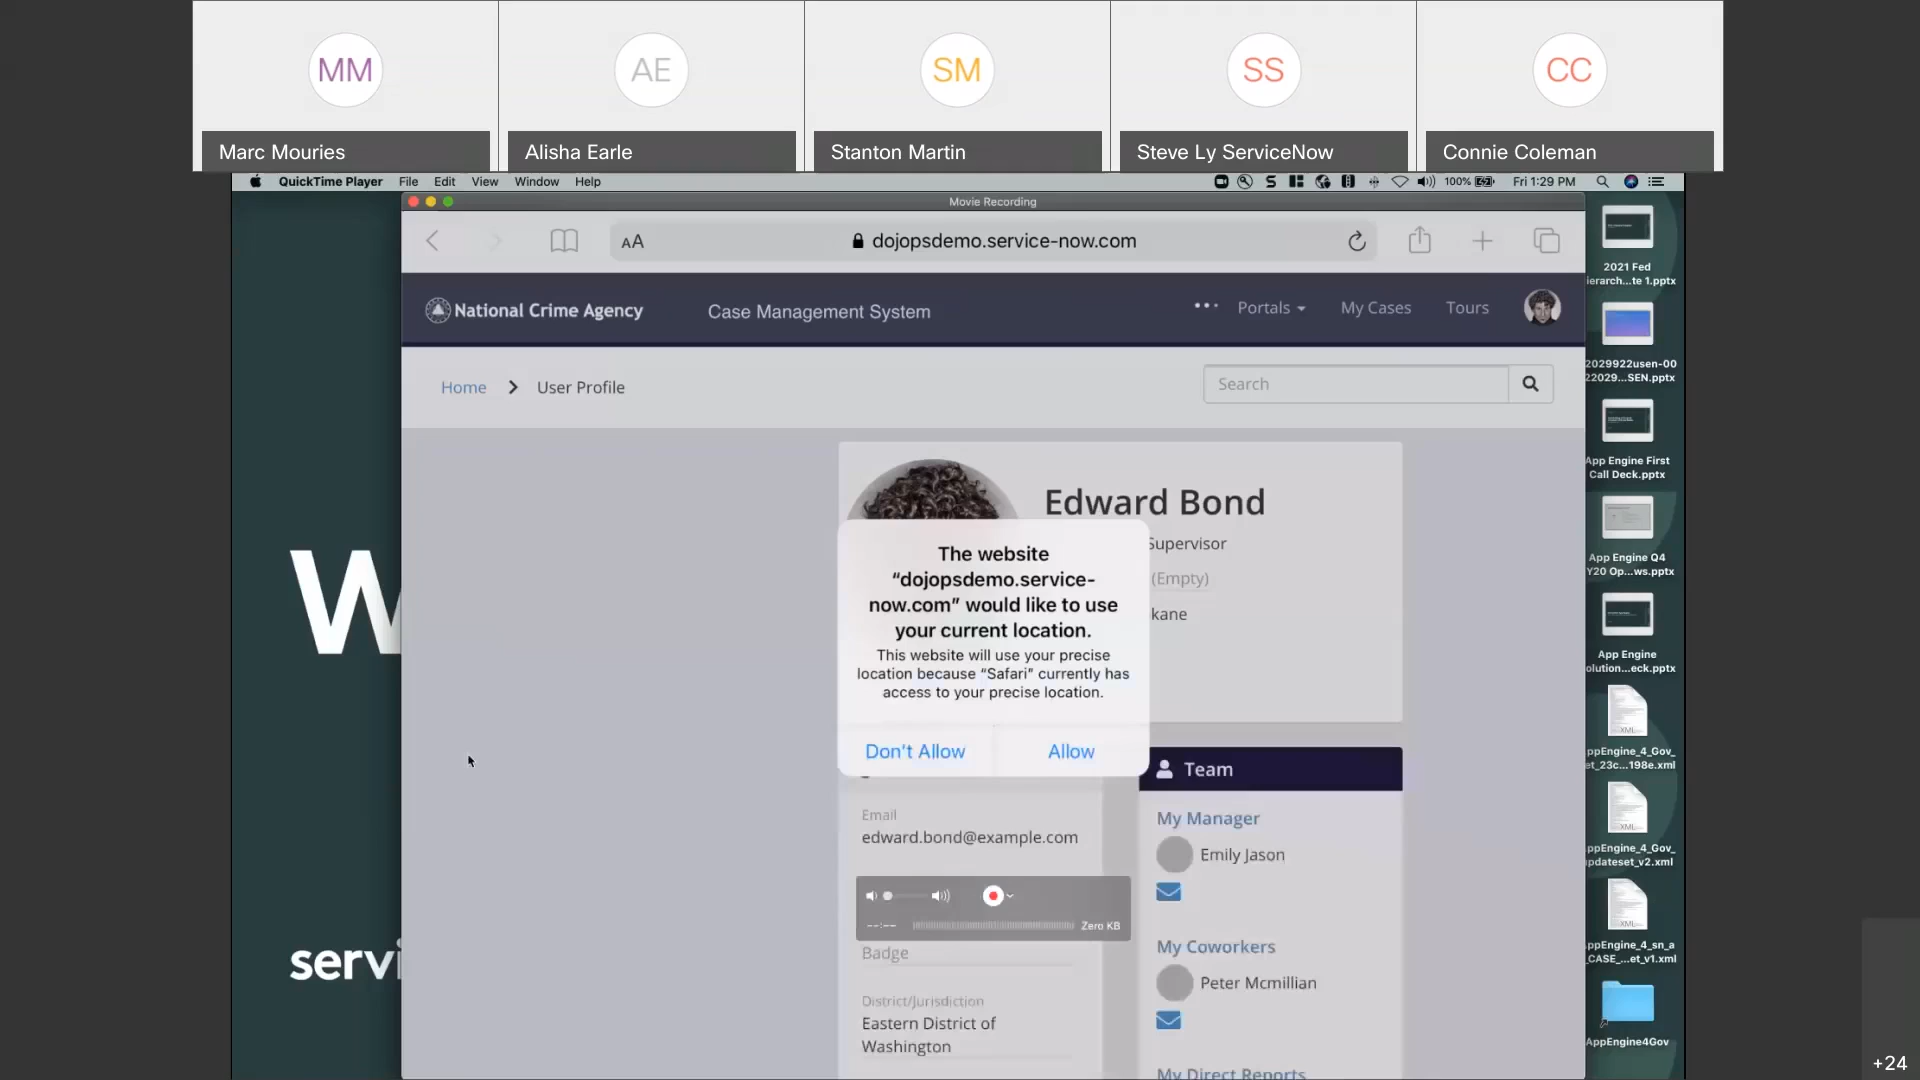 MM
AE
SM
SS
CC
Marc Mouries
Alisha Earle
Stanton Martin
Steve Ly ServiceNow
Connie Coleman
QuickTime Player File Edit View Window Help
100% Fri 1:29 PM
Movie Recording
AA
dojopsdemo.service-now.com
National Crime Agency
Case Management System
Portals
My Cases
Tours
Home
User Profile
Search
Edward Bond
Supervisor
(Empty)
kane
The website
“dojopsdemo.service-
now.com” would like to use
your current location.
This website will use your precise
location because “Safari” currently has
access to your precise location.
Don’t Allow
Allow
Team
Email
edward.bond@example.com
--:--
Zero KB
Badge
District/Jurisdiction
Eastern District of
Washington
My Manager
Emily Jason
My Coworkers
Peter Mcmillian
My Direct Reports
W
servi
2021 Fed
ierarch...te 1.pptx
2029922usen-00
22029...SEN.pptx
App Engine First
Call Deck.pptx
App Engine Q4
Y20 Op...ws.pptx
App Engine
olution...eck.pptx
XML
ppEngine_4_Gov_
et_23c...198e.xml
XML
ppEngine_4_Gov_
updateset_v2.xml
XML
AppEngine_4_sn_a
_CASE_...et_v1.xml
AppEngine4Gov
+24